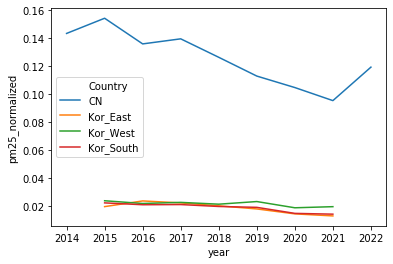 0.16
0.14
0.12
0.10
0.08
0.06
0.04
0.02
pm25_normalized
Country
CN
Kor_East
Kor_West
Kor_South
2014 2015 2016 2017 2018 2019 2020 2021 2022
year